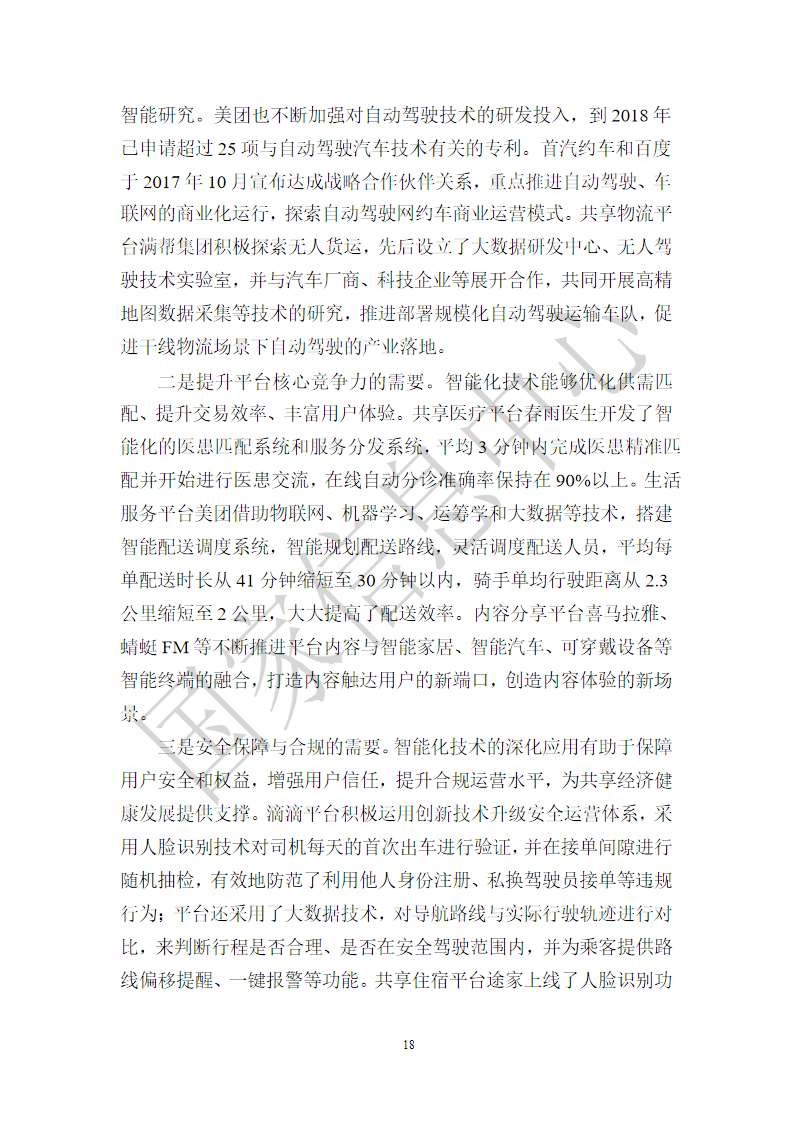 智能研究。美团也不断加强对自动驾驶技术的研发投入，到 2018 年
已申请超过 25 项与自动驾驶汽车技术有关的专利。首汽约车和百度
于 2017 年 10 月宣布达成战略合作伙伴关系，重点推进自动驾驶、车
联网的商业化运行，探索自动驾驶网约车商业运营模式。共享物流平
台满帮集团积极探索无人货运，先后设立了大数据研发中心、无人驾
驶技术实验室，并与汽车厂商、科技企业等展开合作，共同开展高精
地图数据采集等技术的研究，推进部署规模化自动驾驶运输车队，促
进干线物流场景下自动驾驶的产业落地。
二是提升平台核心竞争力的需要。智能化技术能够优化供需匹
配、提升交易效率、丰富用户体验。共享医疗平台春雨医生开发了智
能化的医患匹配系统和服务分发系统，平均 3 分钟内完成医患精准匹
配并开始进行医患交流，在线自动分诊准确率保持在 90%以上。生活
服务平台美团借助物联网、机器学习、运筹学和大数据等技术，搭建
智能配送调度系统，智能规划配送路线，灵活调度配送人员，平均每
单配送时长从 41 分钟缩短至 30 分钟以内，骑手单均行驶距离从 2.3
公里缩短至 2 公里，大大提高了配送效率。内容分享平台喜马拉雅、
蜻蜓 FM 等不断推进平台内容与智能家居、智能汽车、可穿戴设备等
智能终端的融合，打造内容触达用户的新端口，创造内容体验的新场
景。
三是安全保障与合规的需要。智能化技术的深化应用有助于保障
用户安全和权益，增强用户信任，提升合规运营水平，为共享经济健
康发展提供支撑。滴滴平台积极运用创新技术升级安全运营体系，采
用人脸识别技术对司机每天的首次出车进行验证，并在接单间隙进行
随机抽检，有效地防范了利用他人身份注册、私换驾驶员接单等违规
行为；平台还采用了大数据技术，对导航路线与实际行驶轨迹进行对
比，来判断行程是否合理、是否在安全驾驶范围内，并为乘客提供路
线偏移提醒、一键报警等功能。共享住宿平台途家上线了人脸识别功
18
国家信息中心